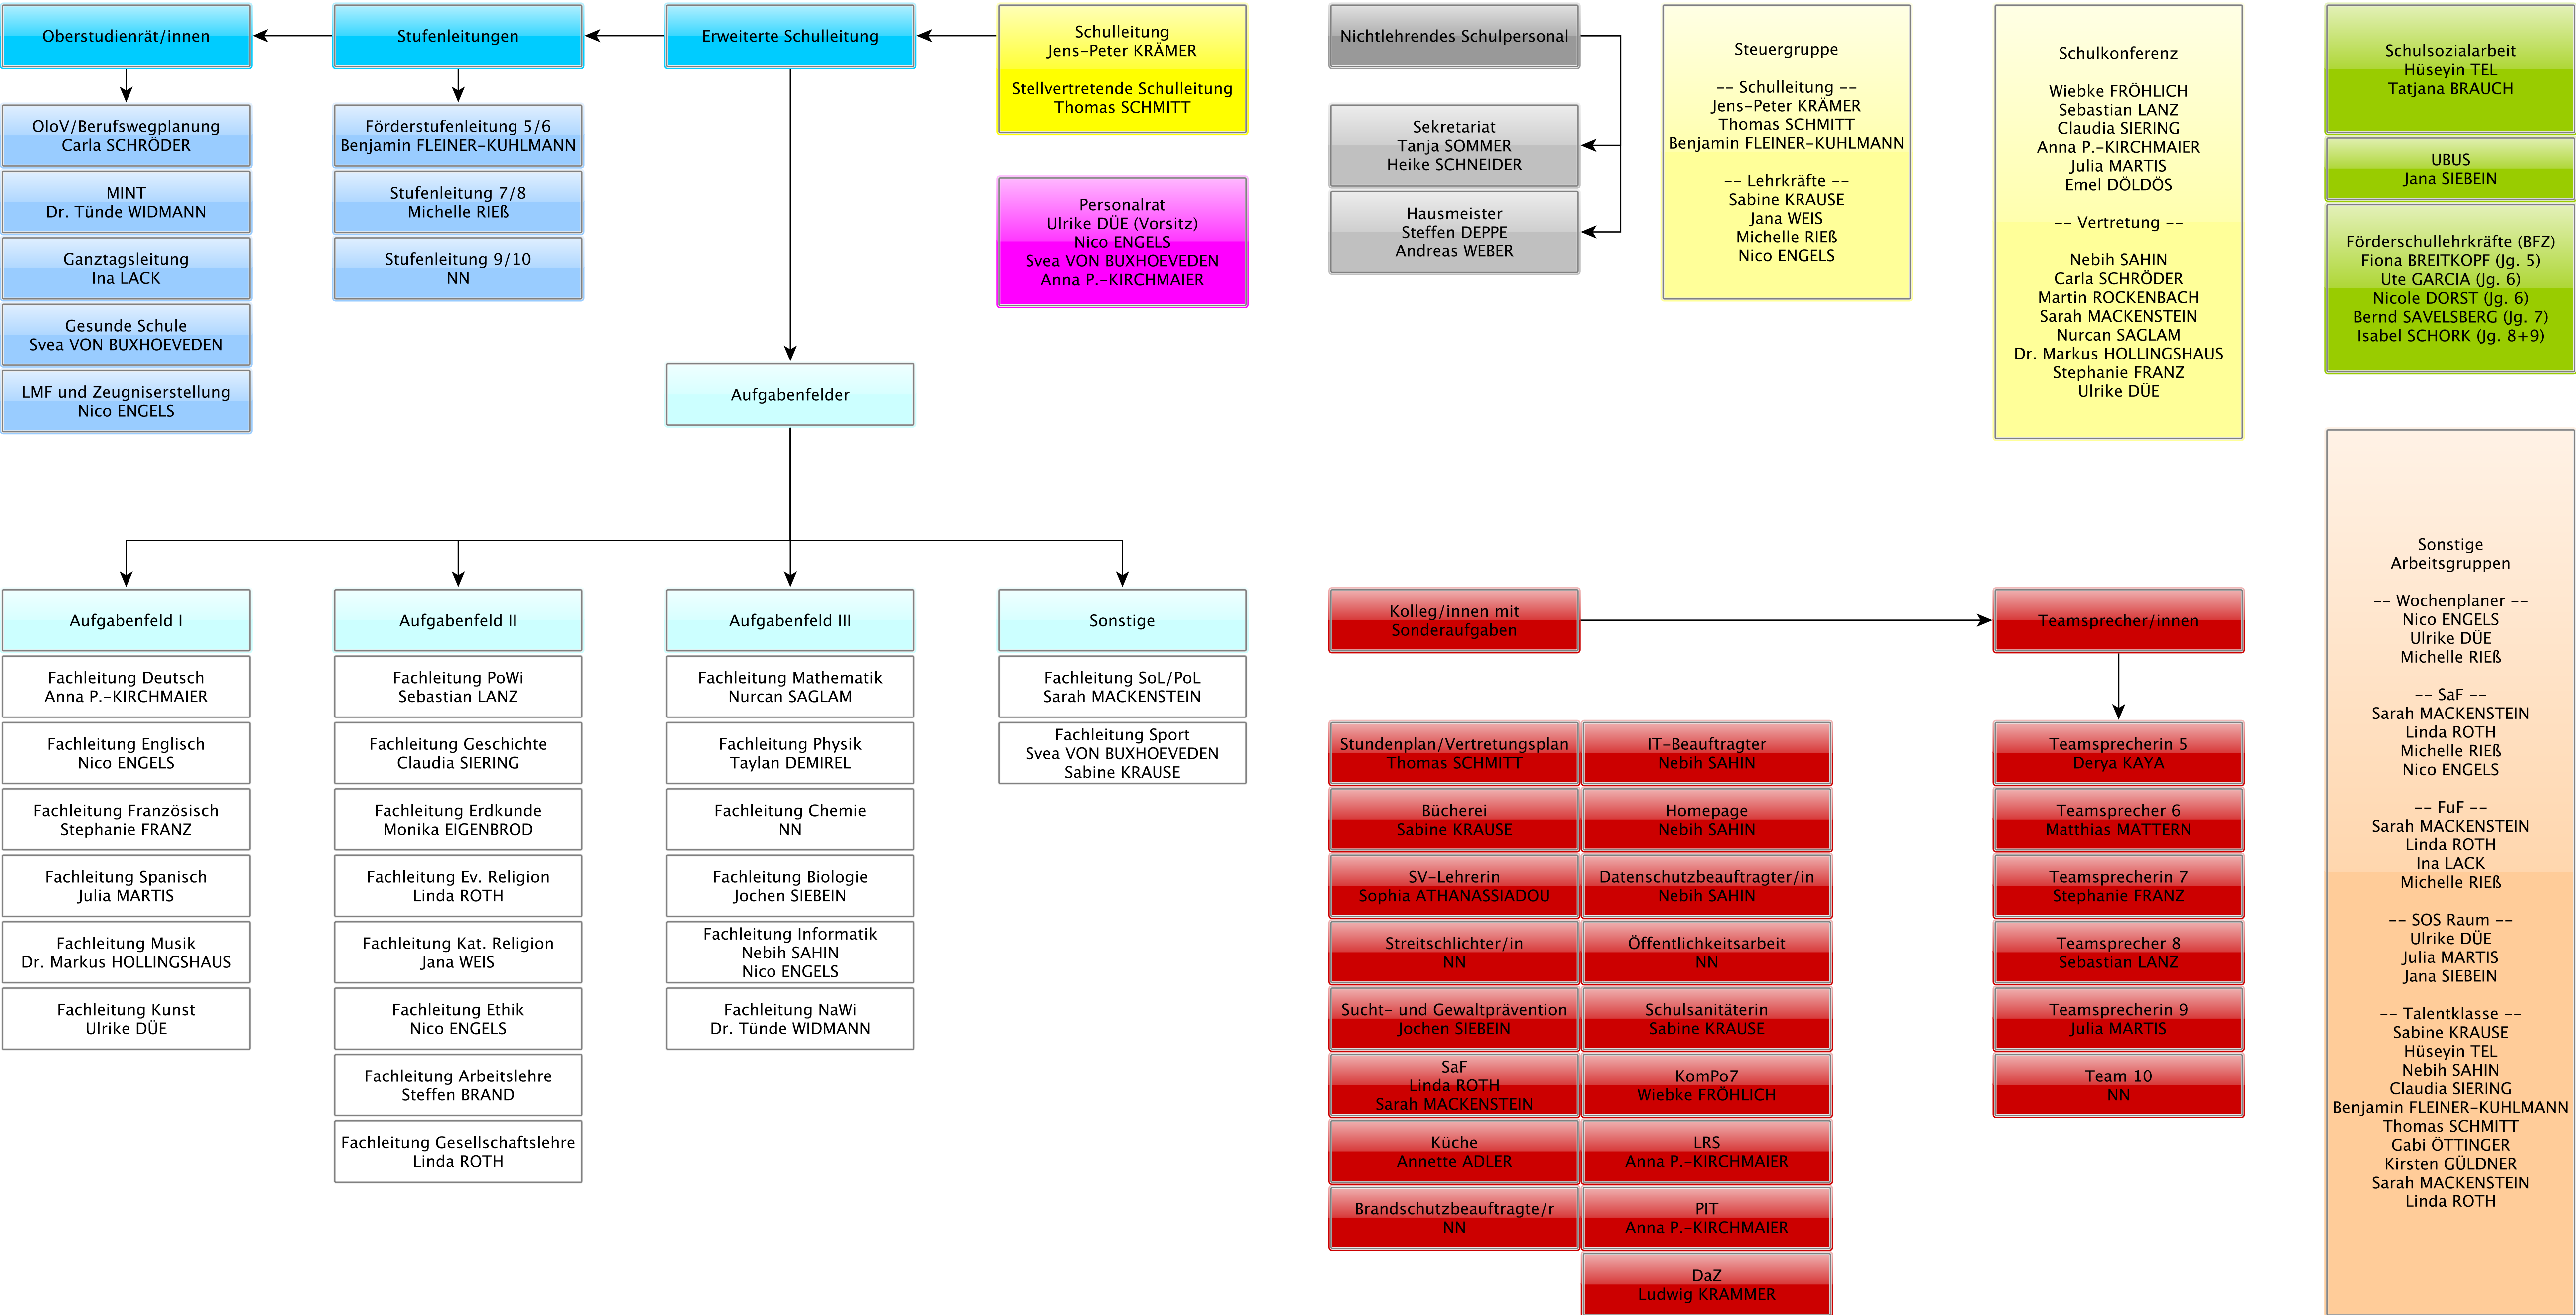 Oberstudienrät/innen
Stufenleitungen
Erweiterte Schulleitung
Schulleitung
Jens-Peter KRÄMER
Stellvertretende Schulleitung
Thomas SCHMITT
OloV/Berufswegplanung
Carla SCHRÖDER
MINT
Dr. Tünde WIDMANN
Ganztagsleitung
Ina LACK
Gesunde Schule
Svea VON BUXHOEVEDEN
LMF und Zeugniserstellung
Nico ENGELS
Förderstufenleitung 5/6
Benjamin FLEINER-KUHLMANN
Stufenleitung 7/8
Michelle RIEß
Stufenleitung 9/10
NN
Personalrat
Ulrike DÜE (Vorsitz)
Nico ENGELS
Svea VON BUXHOEVEDEN
Anna P.-KIRCHMAIER
Nichtlehrendes Schulpersonal
Sekretariat
Tanja SOMMER
Heike SCHNEIDER
Hausmeister
Steffen DEPPE
Andreas WEBER
Steuergruppe
-- Schulleitung --
Jens-Peter KRÄMER
Thomas SCHMITT
Benjamin FLEINER-KUHLMANN
-- Lehrkräfte --
Sabine KRAUSE
Jana WEIS
Michelle RIEß
Nico ENGELS
Schulkonferenz
Wiebke FRÖHLICH
Sebastian LANZ
Claudia SIERING
Anna P.-KIRCHMAIER
Julia MARTIS
Emel DÖLDÖS
-- Vertretung --
Nebih SAHIN
Carla SCHRÖDER
Martin ROCKENBACH
Sarah MACKENSTEIN
Nurcan SAGLAM
Dr. Markus HOLLINGSHAUS
Stephanie FRANZ
Ulrike DÜE
Schulsozialarbeit
Hüseyin TEL
Tatjana BRAUCH
UBUS
Jana SIEBEIN
Förderschullehrkräfte (BFZ)
Fiona BREITKOPF (Jg. 5)
Ute GARCIA (Jg. 6)
Nicole DORST (Jg. 6)
Bernd SAVELSBERG (Jg. 7)
Isabel SCHORK (Jg. 8+9)
Aufgabenfelder
Aufgabenfeld I
Fachleitung Deutsch
Anna P.-KIRCHMAIER
Fachleitung Englisch
Nico ENGELS
Fachleitung Französisch
Stephanie FRANZ
Fachleitung Spanisch
Julia MARTIS
Fachleitung Musik
Dr. Markus HOLLINGSHAUS
Fachleitung Kunst
Ulrike DÜE
Aufgabenfeld II
Fachleitung PoWi
Sebastian LANZ
Fachleitung Geschichte
Claudia SIERING
Fachleitung Erdkunde
Monika EIGENBROD
Fachleitung Ev. Religion
Linda ROTH
Fachleitung Kat. Religion
Jana WEIS
Fachleitung Ethik
Nico ENGELS
Fachleitung Arbeitslehre
Steffen BRAND
Fachleitung Gesellschaftslehre
Linda ROTH
Aufgabenfeld III
Fachleitung Mathematik
Nurcan SAGLAM
Fachleitung Physik
Taylan DEMIREL
Fachleitung Chemie
NN
Fachleitung Biologie
Jochen SIEBEIN
Fachleitung Informatik
Nebih SAHIN
Nico ENGELS
Fachleitung NaWi
Dr. Tünde WIDMANN
Sonstige
Fachleitung SoL/PoL
Sarah MACKENSTEIN
Fachleitung Sport
Svea VON BUXHOEVEDEN
Sabine KRAUSE
Kolleg/innen mit
Sonderaufgaben
Stundenplan/Vertretungsplan
Thomas SCHMITT
Bücherei
Sabine KRAUSE
SV-Lehrerin
Sophia ATHANASSIADOU
Streitschlichter/in
NN
Sucht- und Gewaltprävention
Jochen SIEBEIN
SaF
Linda ROTH
Sarah MACKENSTEIN
Küche
Annette ADLER
Brandschutzbeauftragte/r
NN
IT-Beauftragter
Nebih SAHIN
Homepage
Nebih SAHIN
Datenschutzbeauftragter/in
Nebih SAHIN
Öffentlichkeitsarbeit
NN
Schulsanitäterin
Sabine KRAUSE
KomPo7
Wiebke FRÖHLICH
LRS
Anna P.-KIRCHMAIER
PIT
Anna P.-KIRCHMAIER
DaZ
Ludwig KRAMMER
Teamsprecher/innen
Teamsprecherin 5
Derya KAYA
Teamsprecher 6
Matthias MATTERN
Teamsprecherin 7
Stephanie FRANZ
Teamsprecher 8
Sebastian LANZ
Teamsprecherin 9
Julia MARTIS
Team 10
NN
Sonstige
Arbeitsgruppen
-- Wochenplaner --
Nico ENGELS
Ulrike DÜE
Michelle RIEß
-- SaF --
Sarah MACKENSTEIN
Linda ROTH
Michelle RIEß
Nico ENGELS
-- FuF --
Sarah MACKENSTEIN
Linda ROTH
Ina LACK
Michelle RIEß
-- SOS Raum --
Ulrike DÜE
Julia MARTIS
Jana SIEBEIN
-- Talentklasse --
Sabine KRAUSE
Hüseyin TEL
Nebih SAHIN
Claudia SIERING
Benjamin FLEINER-KUHLMANN
Thomas SCHMITT
Gabi ÖTTINGER
Kirsten GÜLDNER
Sarah MACKENSTEIN
Linda ROTH